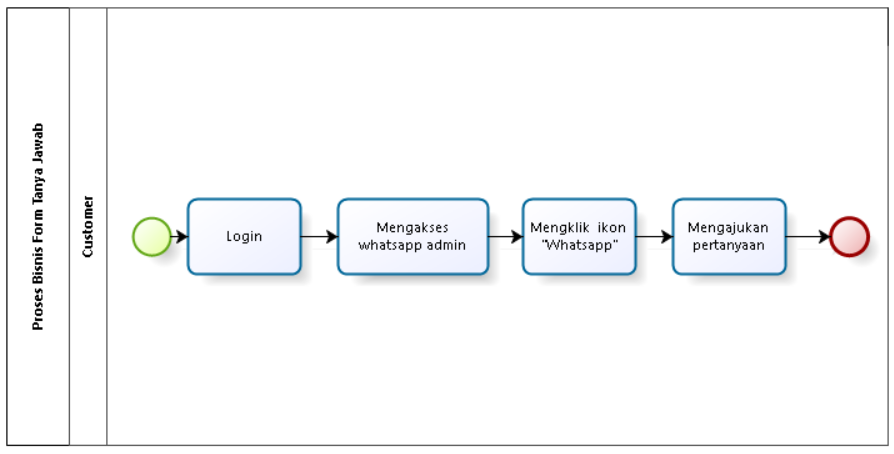 Proses Bisnis Form Tanya Jawab
Customer
Login
Mengakses
whatsapp admin
Mengklik ikon
"Whatsapp"
Mengajukan
pertanyaan